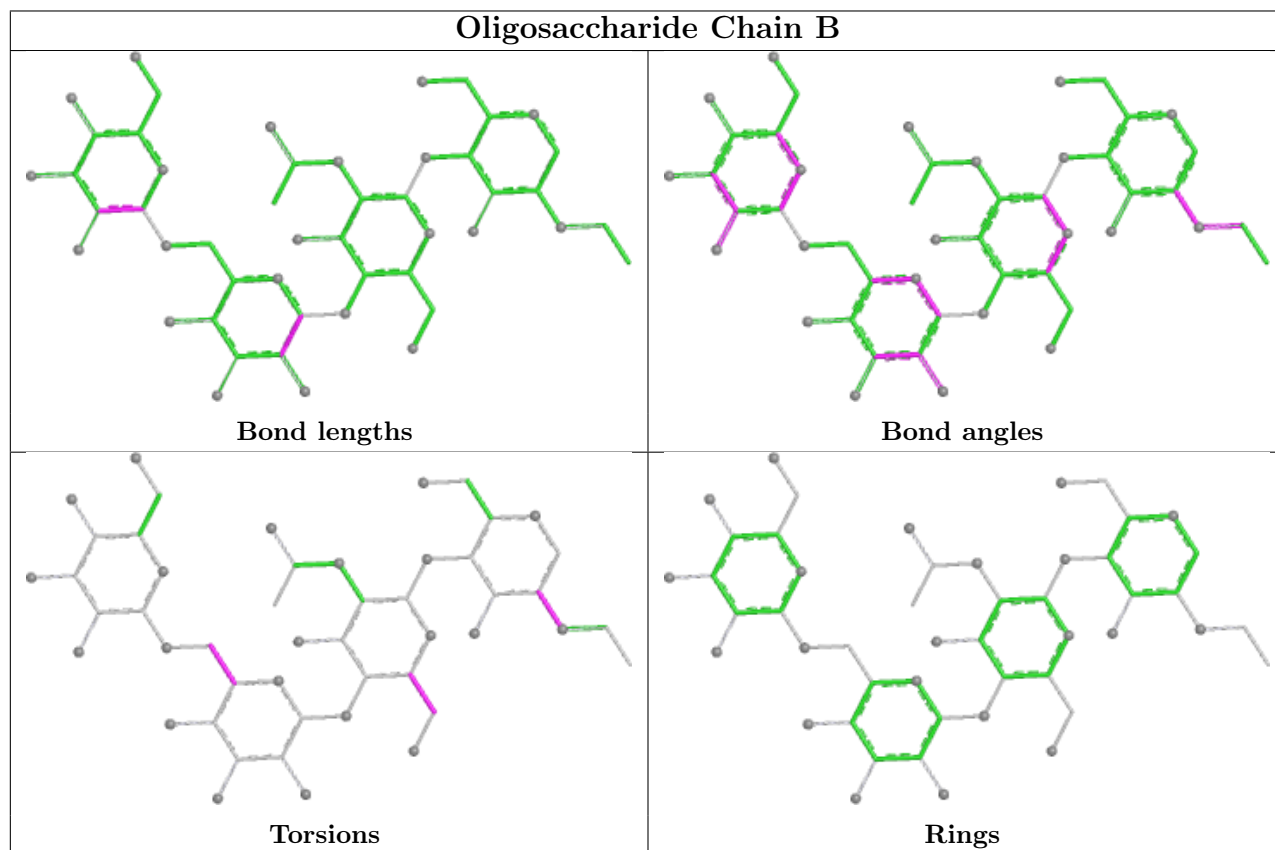 Oligosaccharide Chain B
Bond lengths
Bond angles
Torsions
Rings